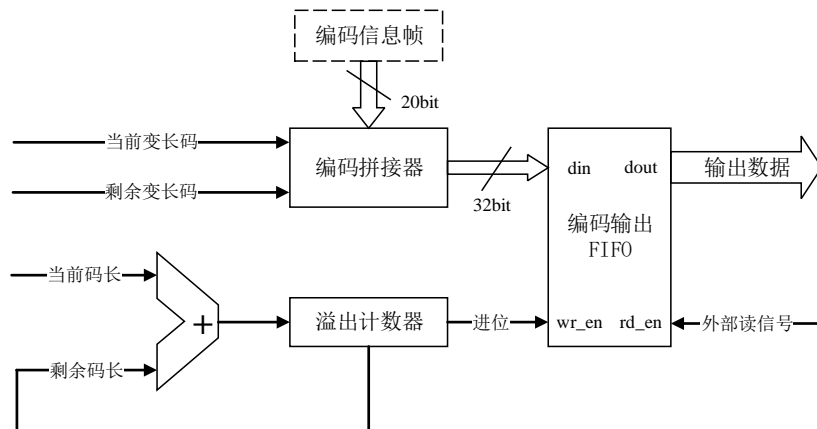 编码信息帧
20bit
当前变长码
剩余变长码
编码拼接器
32bit
din
dout
输出数据
编码输出
FIFO
当前码长
剩余码长
+
溢出计数器
进位
wr_en
rd_en
外部读信号